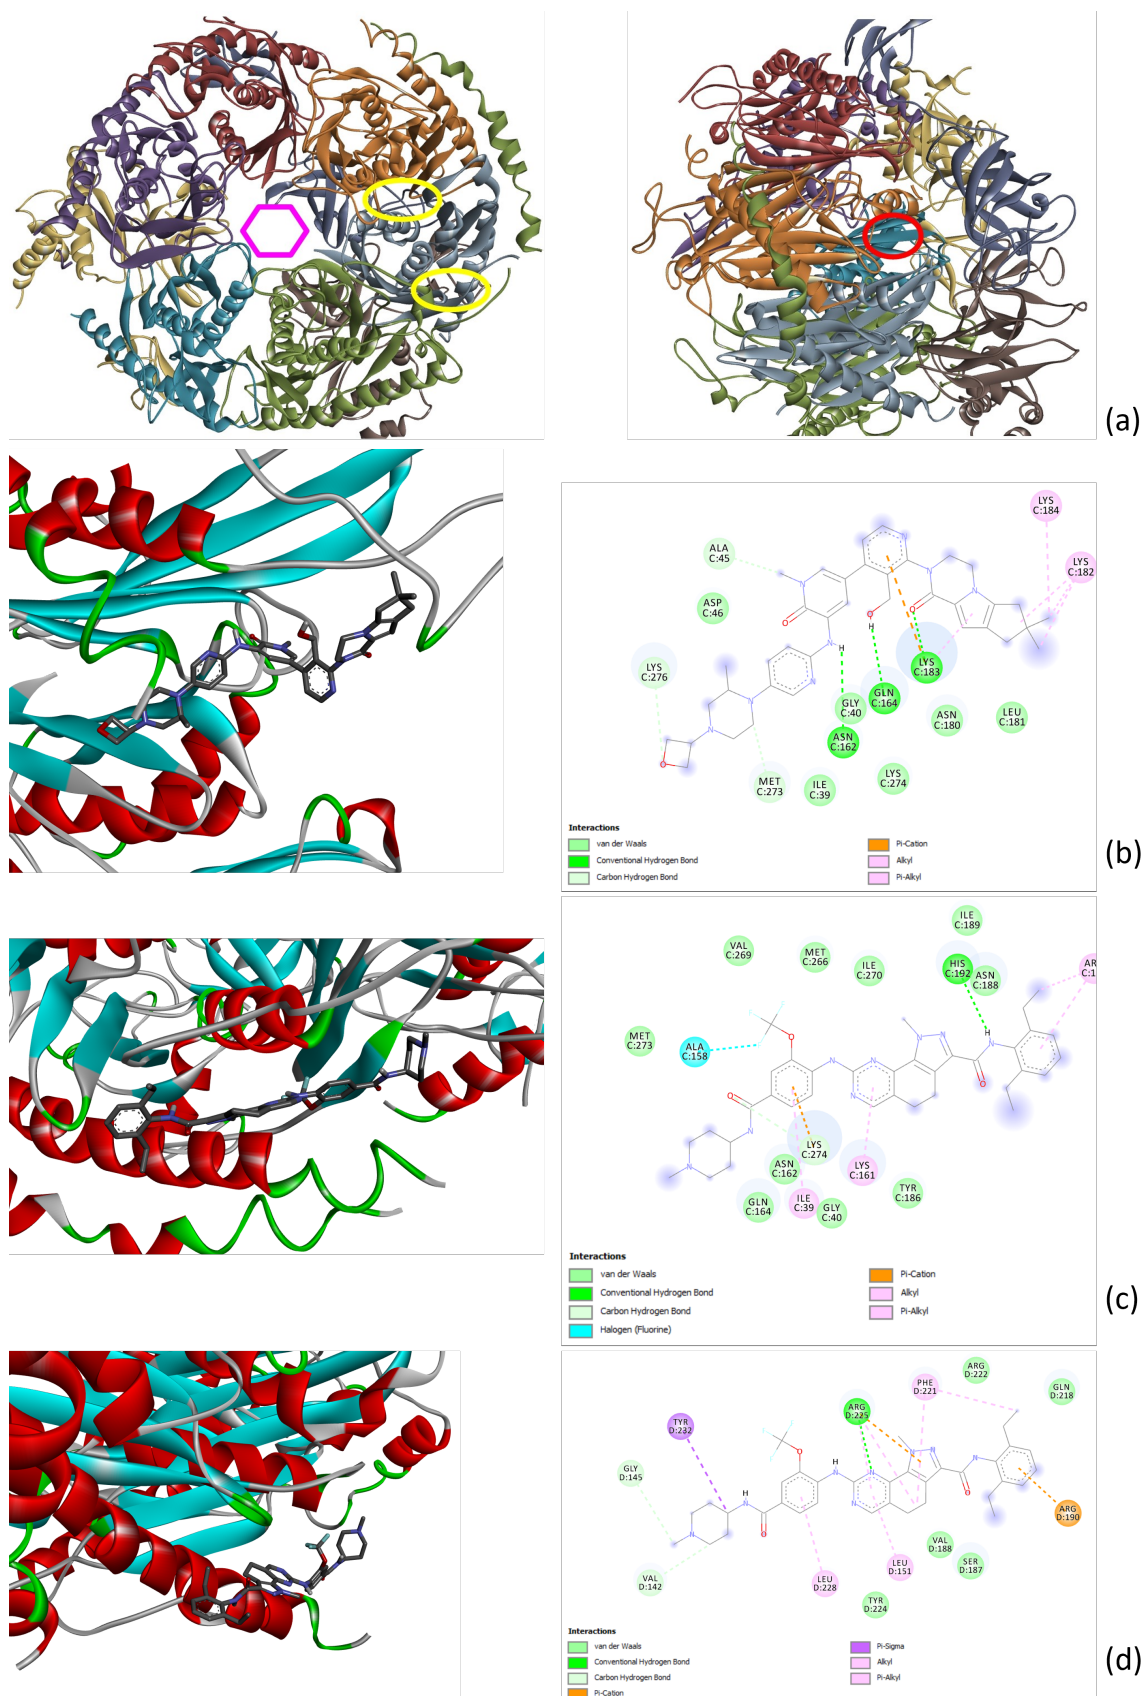 (a)
LYS
C:184
LYS
C:182
ALA
C:45
ASP
C:46
LYS
C:276
O
N
N
N
N
O
N
O
H
N
H
N
N
N
N
O
LYS
C:183
GLN
C:164
GLY
C:40
ASN
C:162
ASN
C:180
LEU
C:181
MET
C:273
ILE
C:39
LYS
C:274
Interactions
van der Waals
Conventional Hydrogen Bond
Carbon Hydrogen Bond
Pi-Cation
Alkyl
Pi-Alkyl
(b)
ILE
C:189
VAL
C:269
MET
C:266
ILE
C:270
HIS
C:192
ASN
C:188
AR
C:1
MET
C:273
ALA
C:158
LYS
C:274
ASN
C:162
LYS
C:161
TYR
C:186
GLN
C:164
ILE
C:39
GLY
C:40
Interactions
van der Waals
Conventional Hydrogen Bond
Carbon Hydrogen Bond
Halogen (Fluorine)
Pi-Cation
Alkyl
Pi-Alkyl
(c)
ARG
D:222
PHE
D:221
GLN
D:218
ARG
D:225
TYR
D:232
GLY
D:145
ARG
D:190
VAL
D:142
LEU
D:228
LEU
D:151
VAL
D:188
SER
D:187
TYR
D:224
Interactions
van der Waals
Conventional Hydrogen Bond
Carbon Hydrogen Bond
Pi-Cation
Pi-Sigma
Alkyl
Pi-Alkyl
(d)